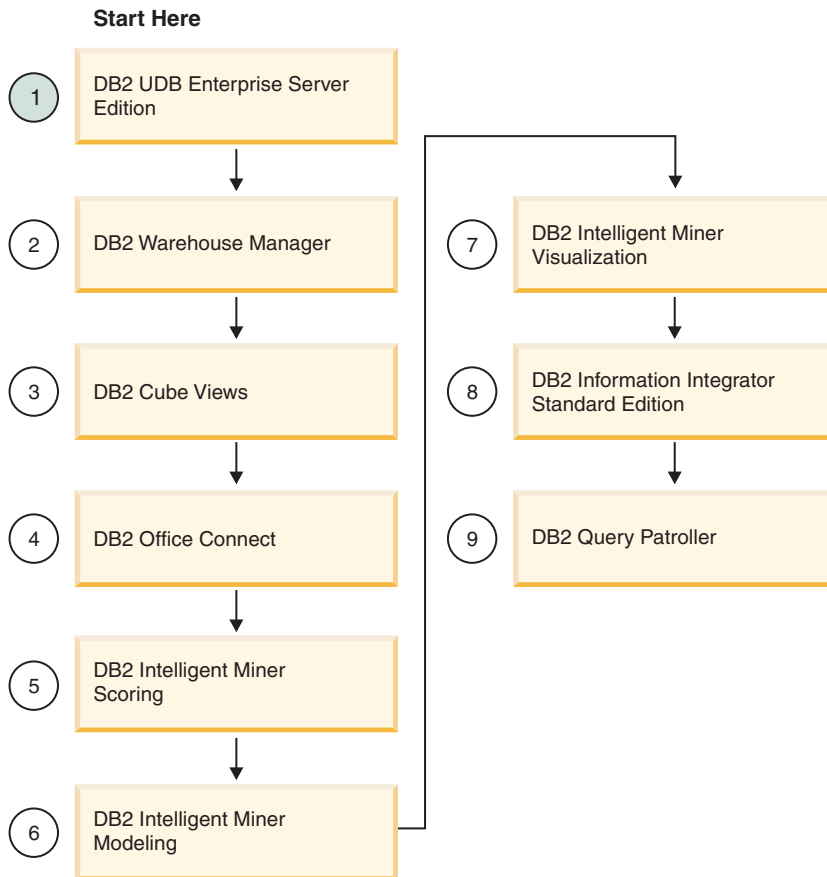 Start Here
1
DB2 UDB Enterprise Server
Edition
2
DB2 Warehouse Manager
3
DB2 Cube Views
4
DB2 Office Connect
5
DB2 Intelligent Miner
Scoring
6
DB2 Intelligent Miner
Modeling
7
DB2 Intelligent Miner
Visualization
8
DB2 Information Integrator
Standard Edition
9
DB2 Query Patroller